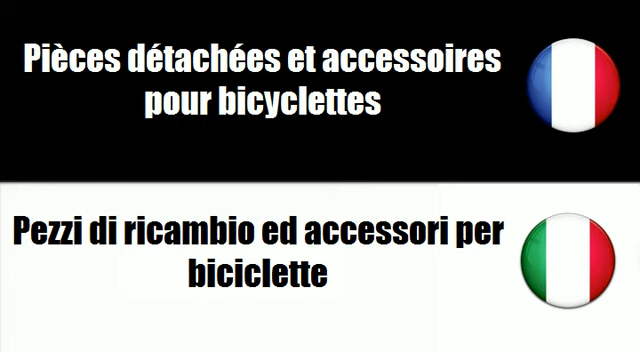 Pièces détachées et accessoires
pour bicyclettes
Pezzi di ricambio ed accessori per
biciclette